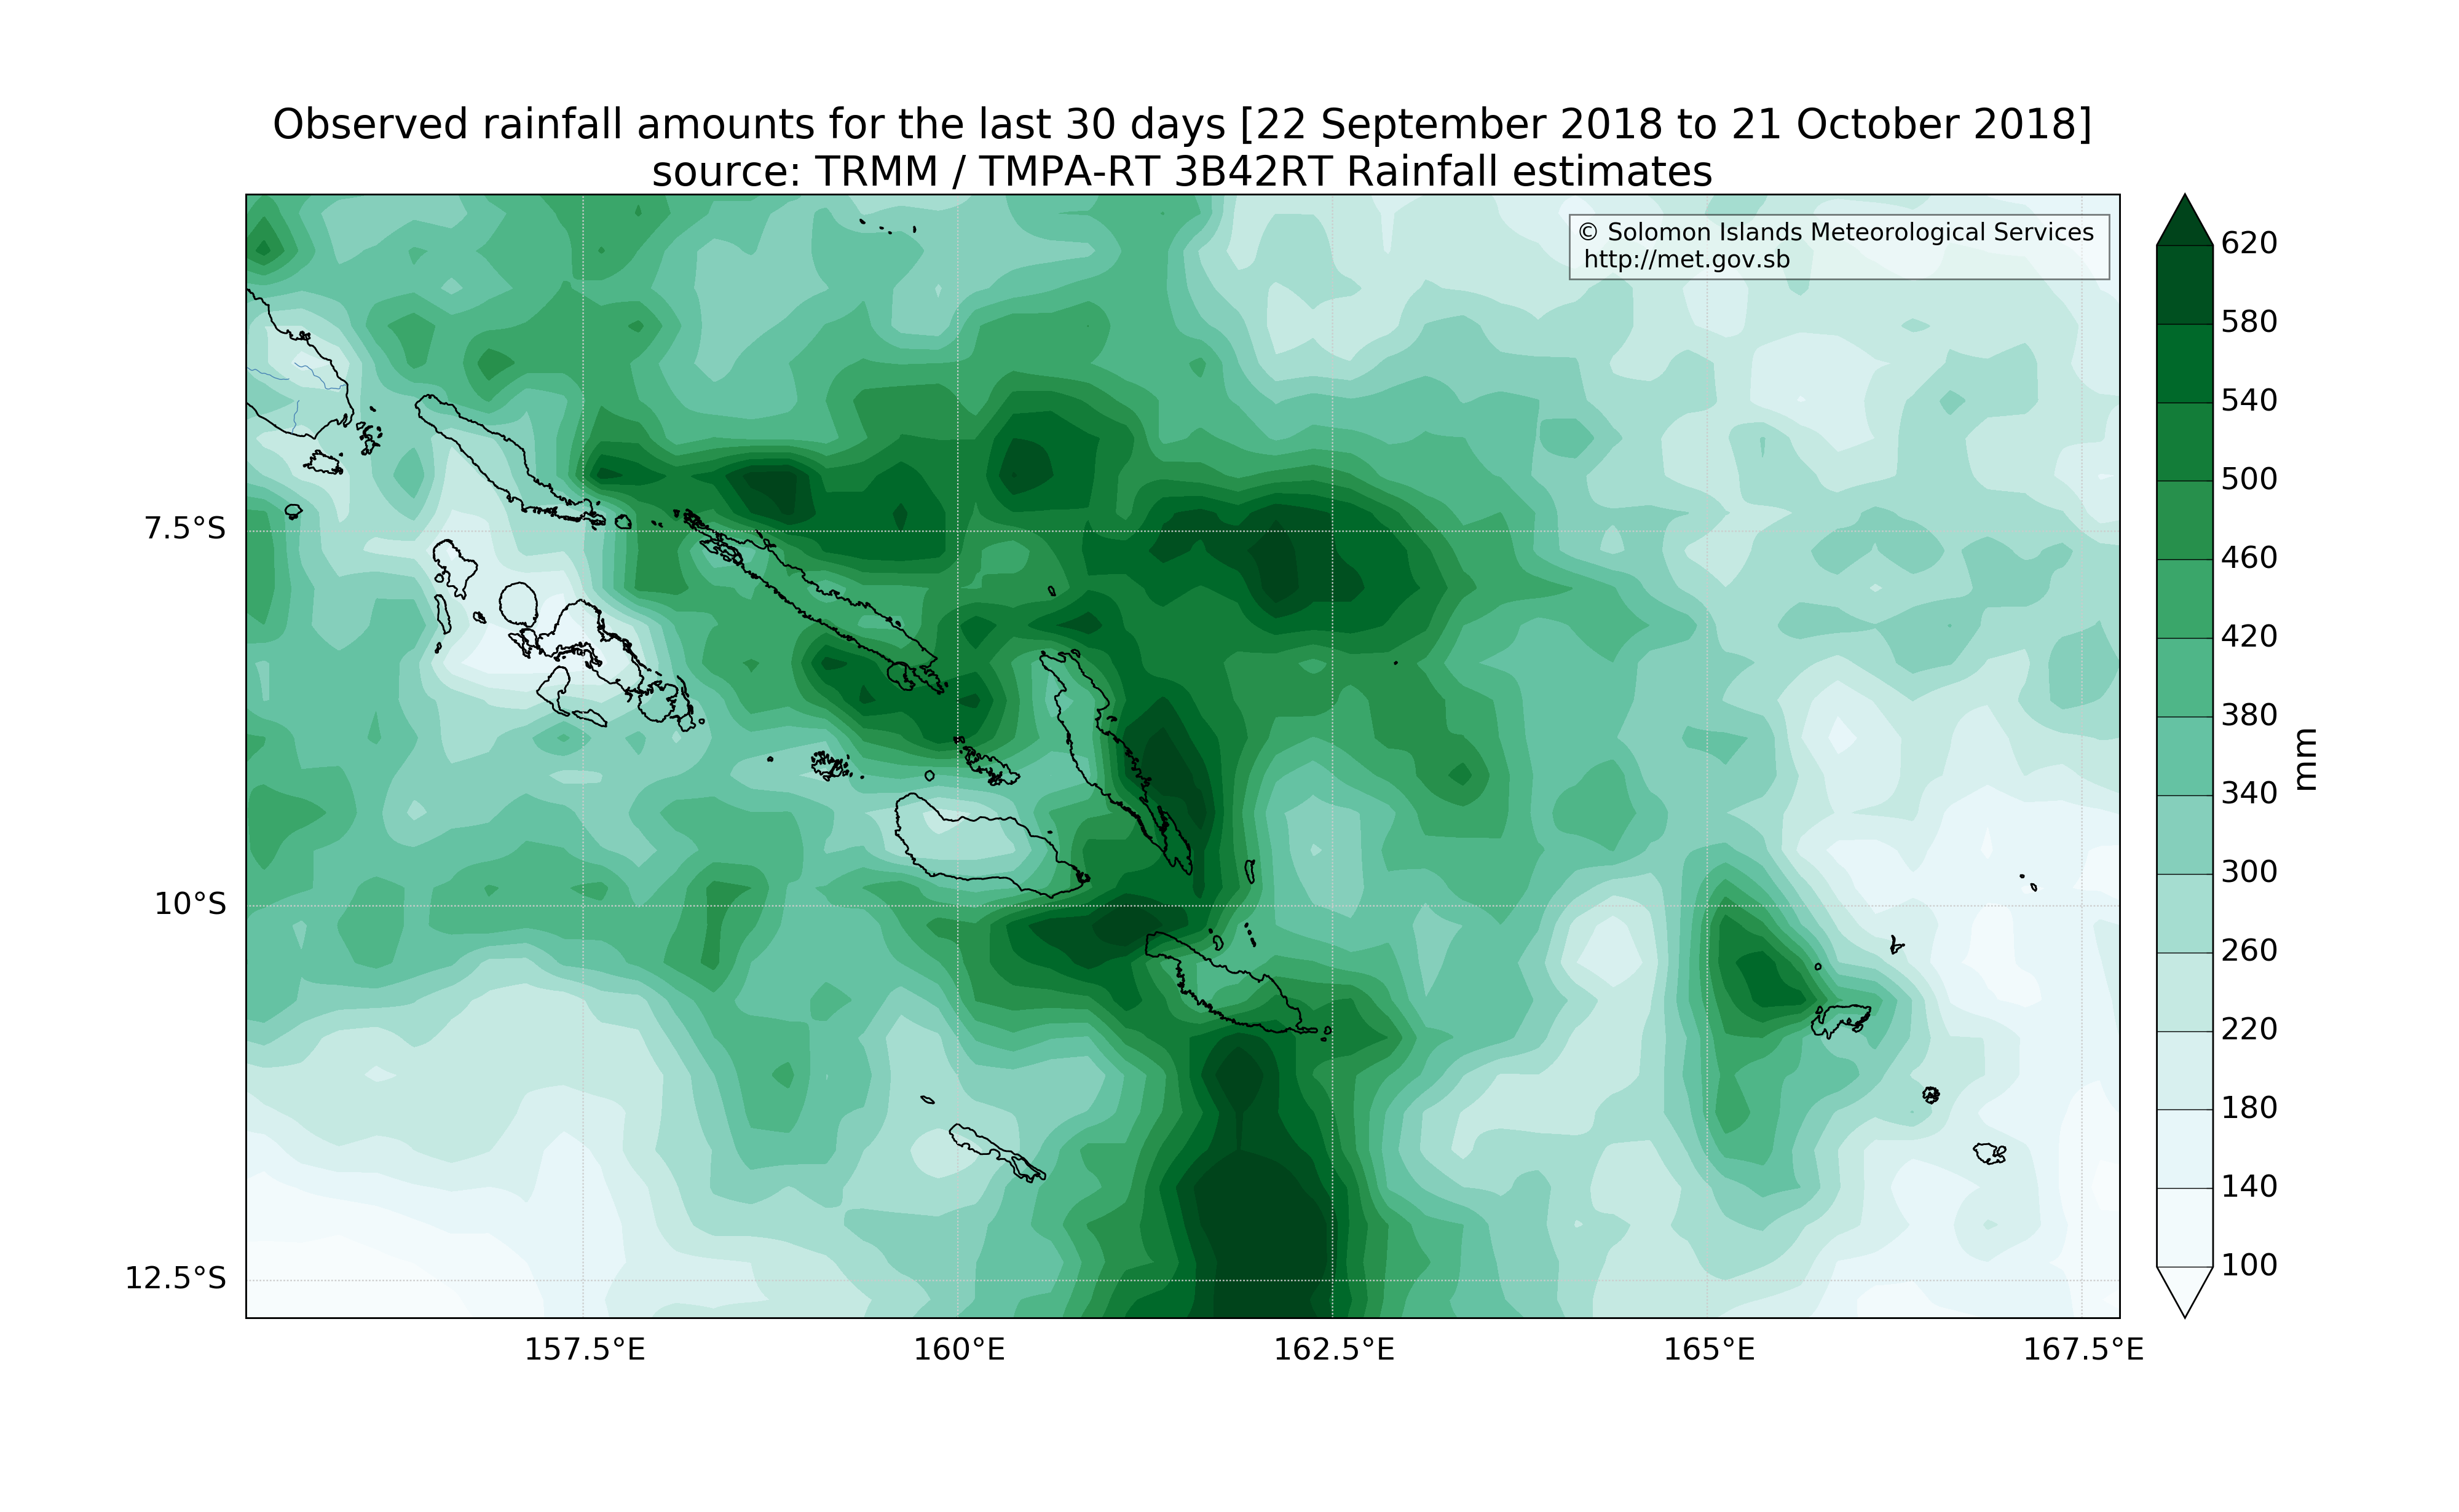 Observed rainfall amounts for the last 30 days [22 September 2018 to 21 October 2018]
source: TRMM / TMPA-RT 3B42RT Rainfall estimates
© Solomon Islands Meteorological Services
http://met.gov.sb
7.5°S
10°S
12.5°S
157.5°E
160°E
162.5°E
165°E
167.5°E
620
580
540
500
460
420
380
340
300
260
220
180
140
100
mm